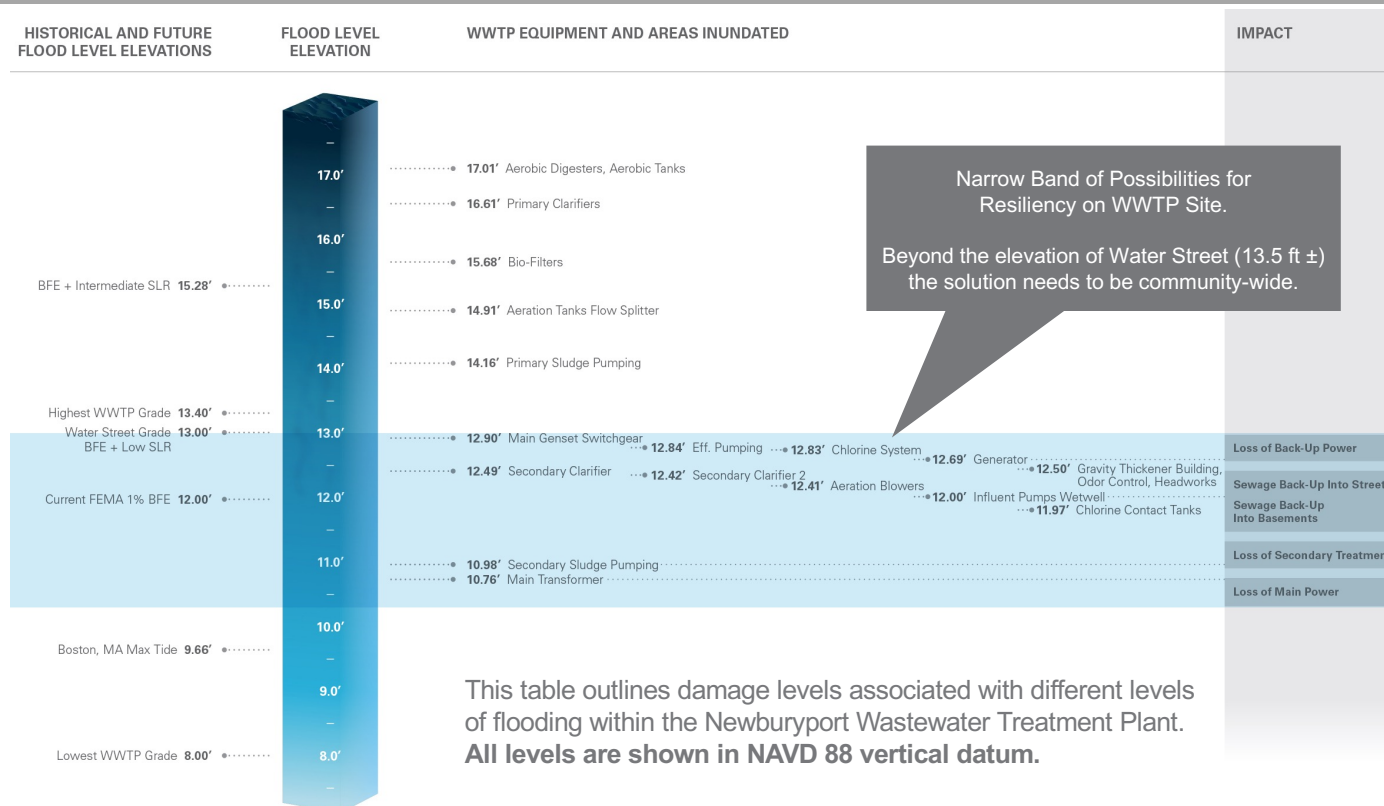 HISTORICAL AND FUTURE
FLOOD LEVEL ELEVATIONS
FLOOD LEVEL
ELEVATION
WWTP EQUIPMENT AND AREAS INUNDATED
IMPACT
17.0′
16.0′
15.0′
14.0′
13.0′
12.0′
11.0′
10.0′
9.0′
8.0′
BFE + Intermediate SLR 15.28′
Highest WWTP Grade 13.40′
Water Street Grade 13.00′
BFE + Low SLR
Current FEMA 1% BFE 12.00′
Boston, MA Max Tide 9.66′
Lowest WWTP Grade 8.00′
17.01′ Aerobic Digesters, Aerobic Tanks
16.61′ Primary Clarifiers
15.68′ Bio-Filters
14.91′ Aeration Tanks Flow Splitter
14.16′ Primary Sludge Pumping
12.90′ Main Genset Switchgear
12.84′ Eff. Pumping
12.83′ Chlorine System
12.69′ Generator
12.50′ Gravity Thickener Building,
Odor Control, Headworks
12.49′ Secondary Clarifier
12.42′ Secondary Clarifier 2
12.41′ Aeration Blowers
12.00′ Influent Pumps Wetwell
11.97′ Chlorine Contact Tanks
10.98′ Secondary Sludge Pumping
10.76′ Main Transformer
Narrow Band of Possibilities for
Resiliency on WWTP Site.
Beyond the elevation of Water Street (13.5 ft ±)
the solution needs to be community-wide.
Loss of Back-Up Power
Sewage Back-Up Into Street
Sewage Back-Up
Into Basements
Loss of Secondary Treatmen
Loss of Main Power
This table outlines damage levels associated with different levels
of flooding within the Newburyport Wastewater Treatment Plant.
All levels are shown in NAVD 88 vertical datum.